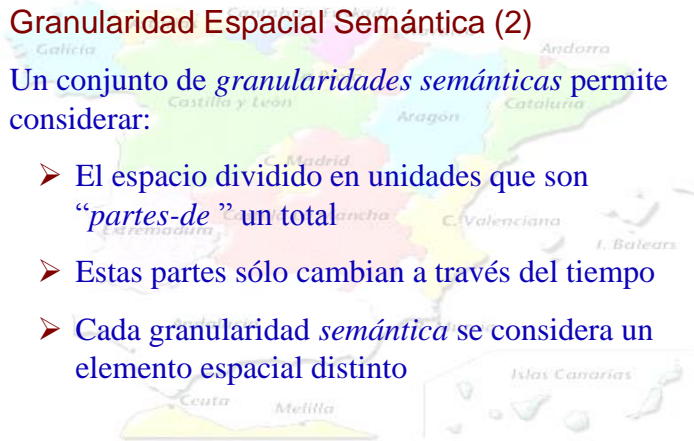 Granularidad Espacial Semántica (2)
Galicia
Andorra
Un conjunto de granularidades semánticas permite
Castilla y León
Cataluña
considerar:
Aragón
C. Madrid
➢ El espacio dividido en unidades que son
“partes-de ” un total
C. Valenciana
Extremadura
I. Balears
➢ Estas partes sólo cambian a través del tiempo
➢ Cada granularidad semántica se considera un
elemento espacial distinto
Islas Canarias
Ceuta
Melilla